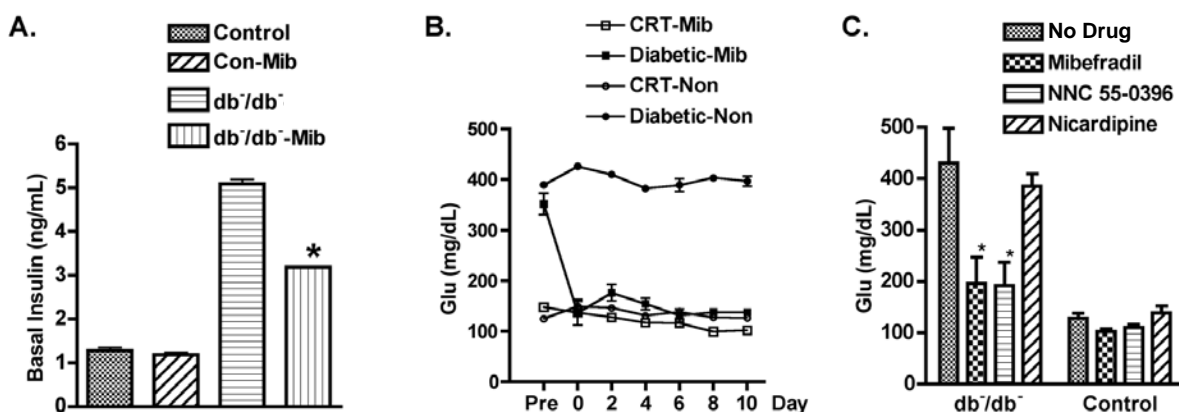 A.
Control
Con-Mib
db⁻/db⁻
db⁻/db⁻-Mib
Basal Insulin (ng/mL)
6
5
4
3
2
1
0
*
B.
CRT-Mib
Diabetic-Mib
CRT-Non
Diabetic-Non
Glu (mg/dL)
500
400
300
200
100
0
Pre 0 2 4 6 8 10 Day
C.
No Drug
Mibefradil
NNC 55-0396
Nicardipine
Glu (mg/dL)
500
400
300
200
100
0
* *
db⁻/db⁻ Control